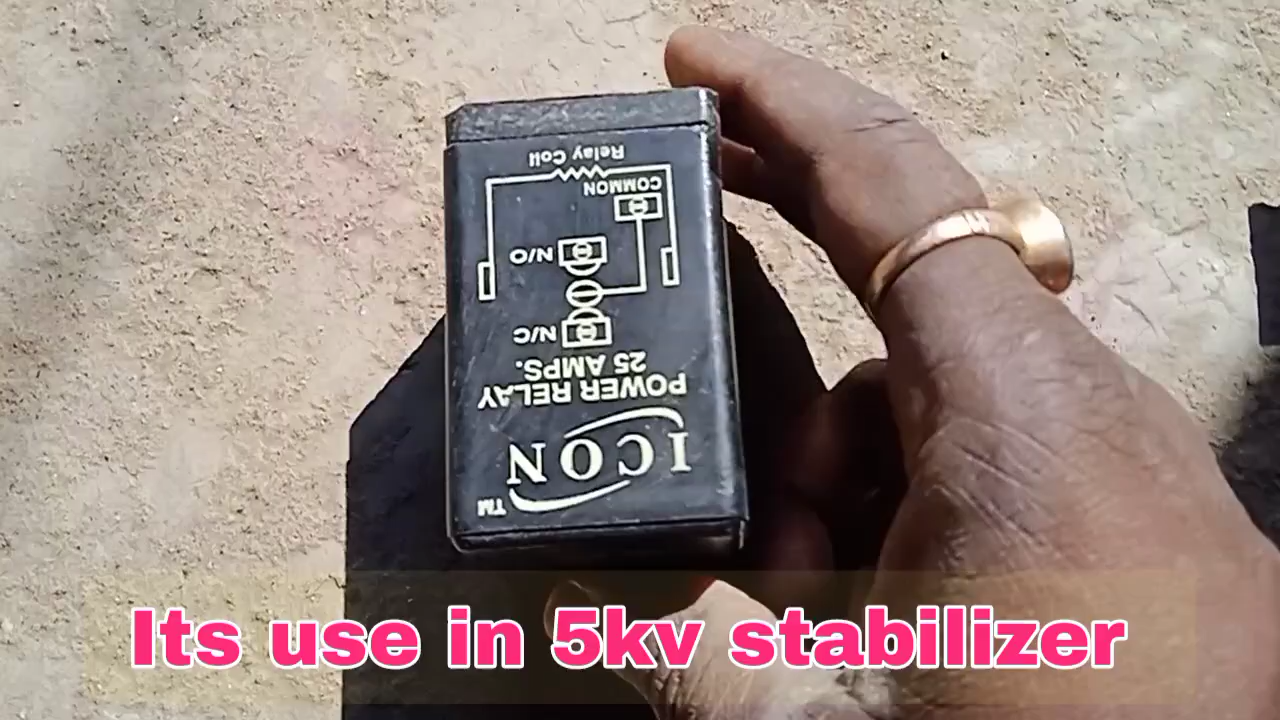 ICON TM
POWER RELAY
25 AMPS.
N/C
N/O
COMMON
Relay Coil
Its use in 5kv stabilizer